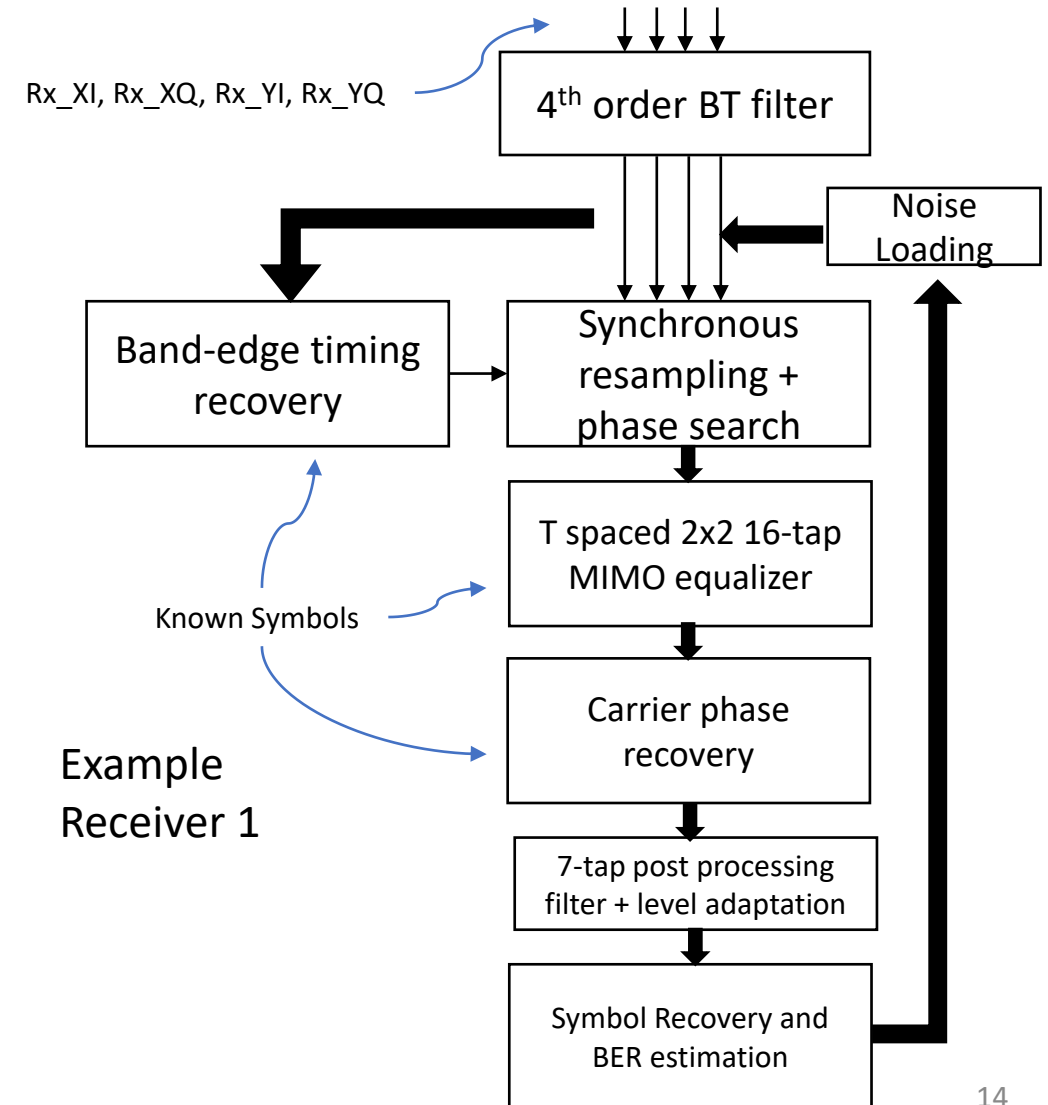 Rx_XI, Rx_XQ, Rx_YI, Rx_YQ
4th order BT filter
Noise
Loading
Band-edge timing
recovery
Synchronous
resampling +
phase search
T spaced 2x2 16-tap
MIMO equalizer
Known Symbols
Carrier phase
recovery
Example
Receiver 1
7-tap post processing
filter + level adaptation
Symbol Recovery and
BER estimation
14